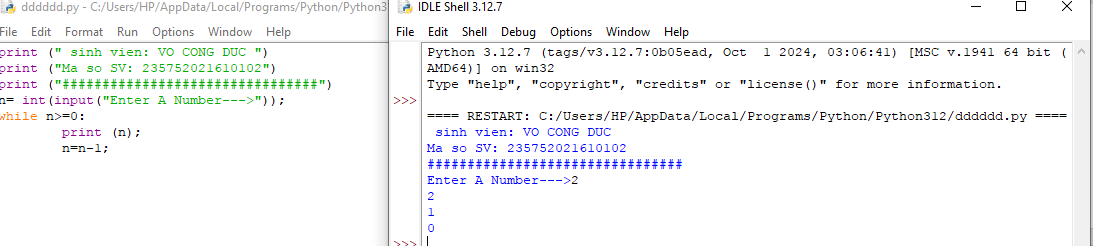 dddddd.py - C:/Users/HP/AppData/Local/Programs/Python/Python3
File Edit Format Run Options Window Help
print (" sinh vien: VO CONG DUC ")
print ("Ma so SV: 235752021610102")
print ("################################")
n= int(input("Enter A Number--->"));
while n>=0:
print (n);
n=n-1;
IDLE Shell 3.12.7
File Edit Shell Debug Options Window Help
Python 3.12.7 (tags/v3.12.7:0b05ead, Oct 1 2024, 03:06:41) [MSC v.1941 64 bit (
AMD64)] on win32
Type "help", "copyright", "credits" or "license()" for more information.
>>>
==== RESTART: C:/Users/HP/AppData/Local/Programs/Python/Python312/dddddd.py ====
sinh vien: VO CONG DUC
Ma so SV: 235752021610102
################################
Enter A Number--->2
2
1
0
>>>